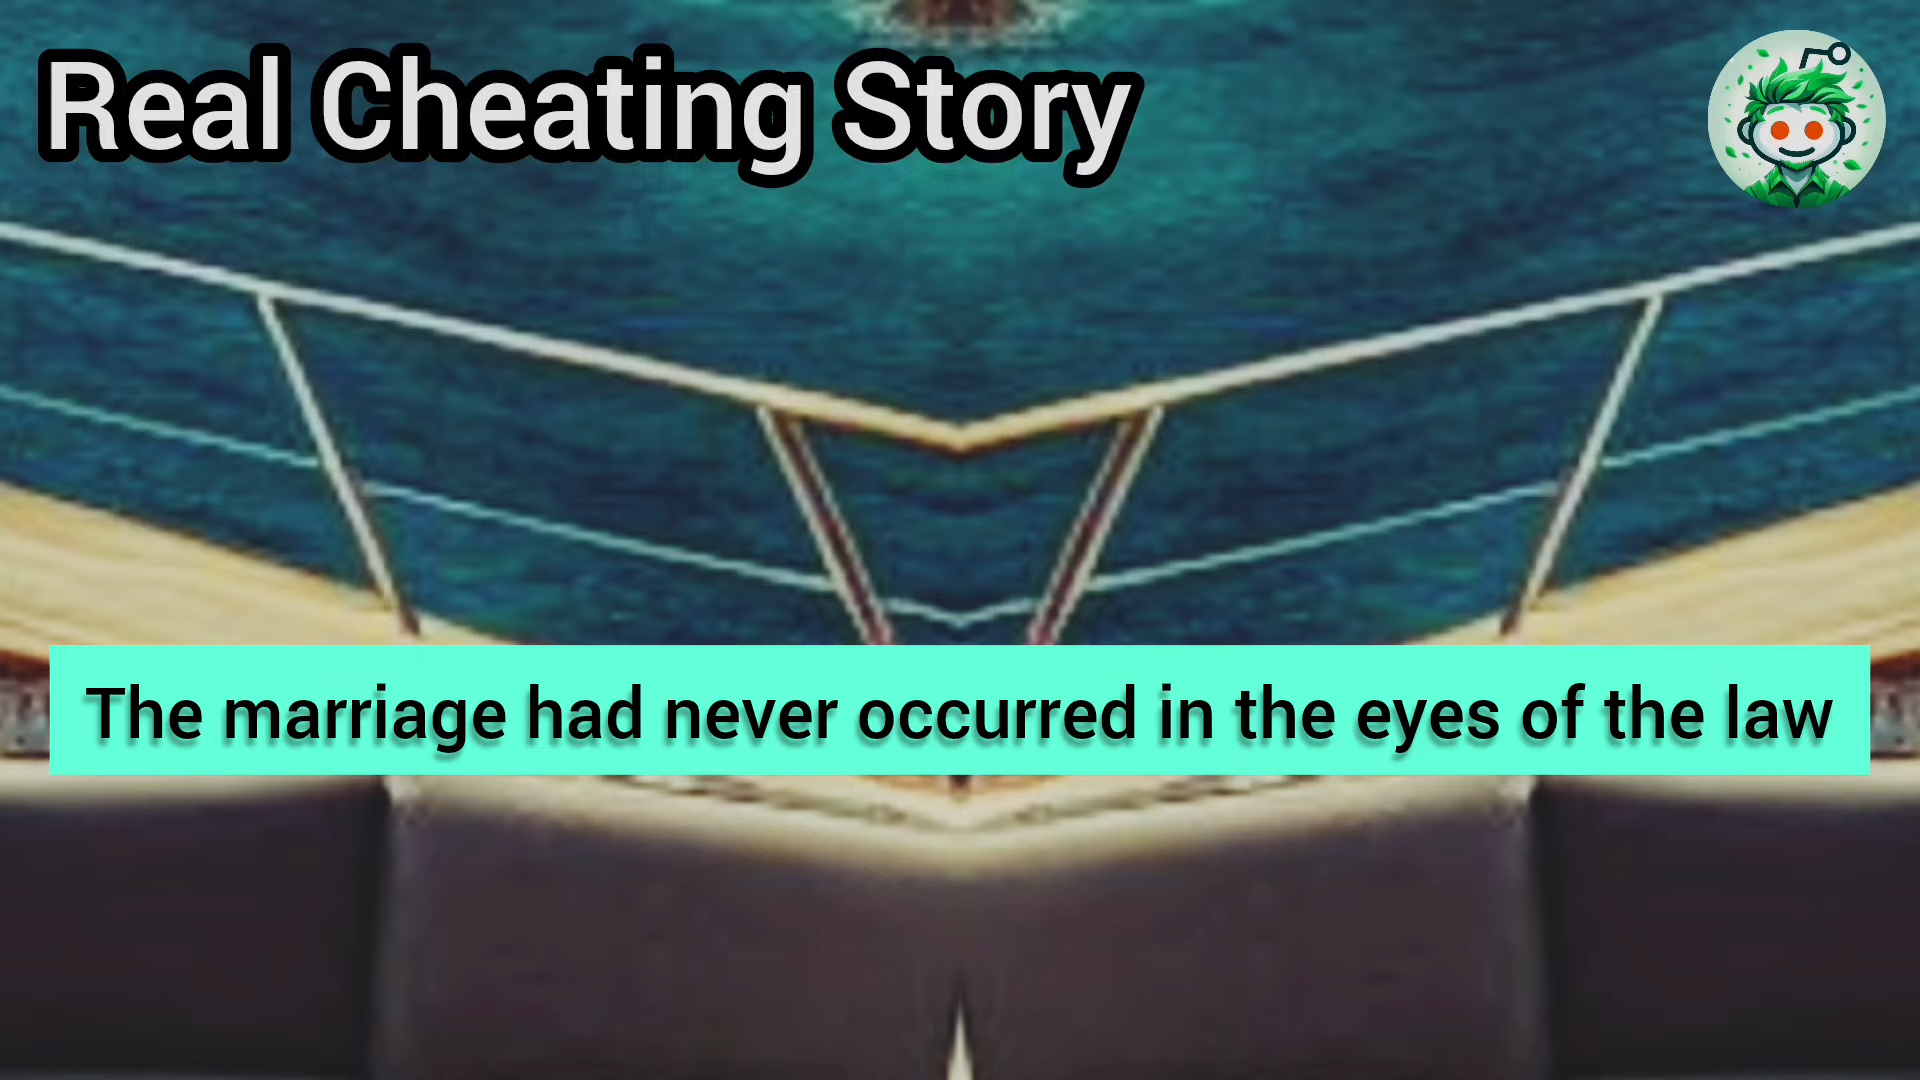 Real Cheating Story
The marriage had never occurred in the eyes of the law